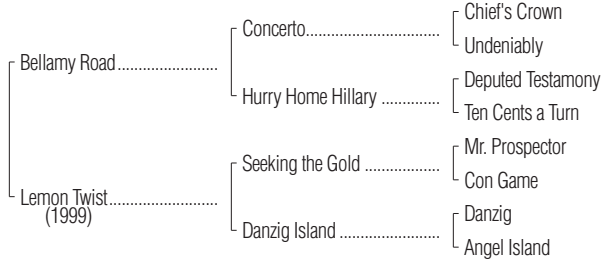 Chief's Crown
Concerto..............................
Undeniably
Bellamy Road........................
Deputed Testamony
Hurry Home Hillary .............
Ten Cents a Turn
Mr. Prospector
Seeking the Gold .................
Con Game
Lemon Twist..........................
(1999)
Danzig
Danzig Island ......................
Angel Island